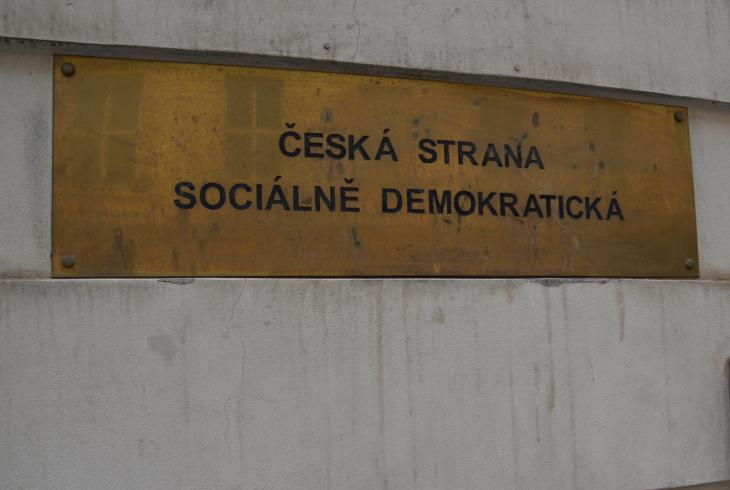 ČESKÁ STRANA
SOCIÁLNĚ DEMOKRATICKÁ